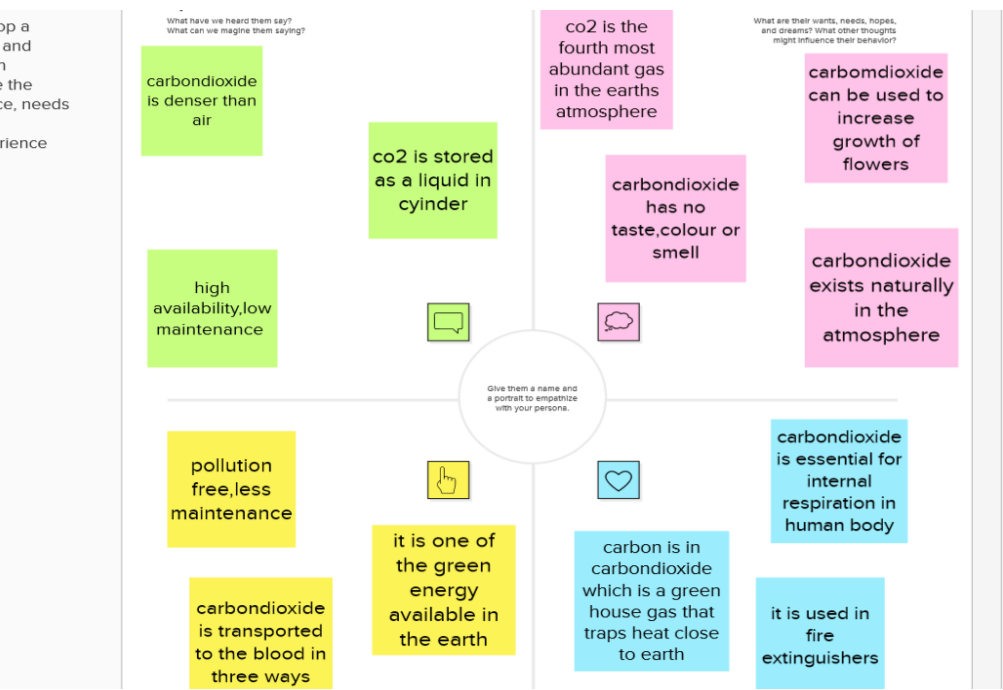 op a
and
n
e the
ce, needs
rience
What have we heard them say?
What can we magine them saying?
carbondioxide
is denser than
air
co2 is stored
as a liquid in
cyinder
high
availability,low
maintenance
co2 is the
fourth most
abundant gas
in the earths
atmosphere
What are their wants, needs, hopes,
and dreams? What other thoughts
might influence their behavior?
carbomdioxide
can be used to
increase
growth of
flowers
carbondioxide
has no
taste,colour or
smell
carbondioxide
exists naturally
in the
atmosphere
Give them a name and
a portrait to empathize
with your persona.
pollution
free,less
maintenance
it is one of
the green
energy
available in
the earth
carbondioxide
is transported
to the blood in
three ways
carbondioxide
is essential for
internal
respiration in
human body
carbon is in
carbondioxide
which is a green
house gas that
traps heat close
to earth
it is used in
fire
extinguishers